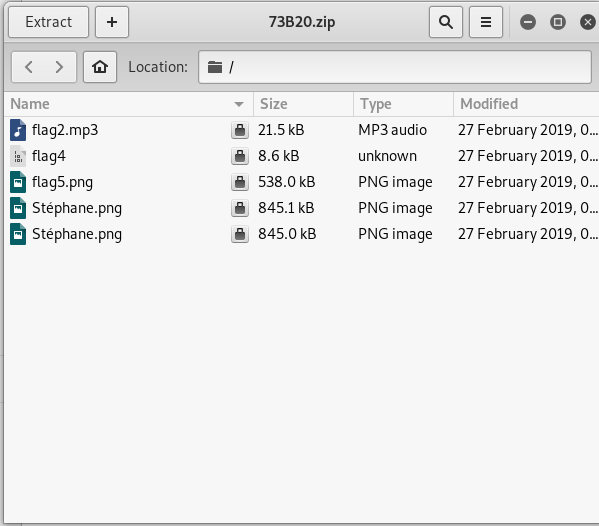 Extract + 73B20.zip
Location: /
Name Size Type Modified
flag2.mp3 21.5 kB MP3 audio 27 February 2019, 0...
flag4 8.6 kB unknown 27 February 2019, 0...
flag5.png 538.0 kB PNG image 27 February 2019, 0...
Stéphane.png 845.1 kB PNG image 27 February 2019, 0...
Stéphane.png 845.0 kB PNG image 27 February 2019, 0...